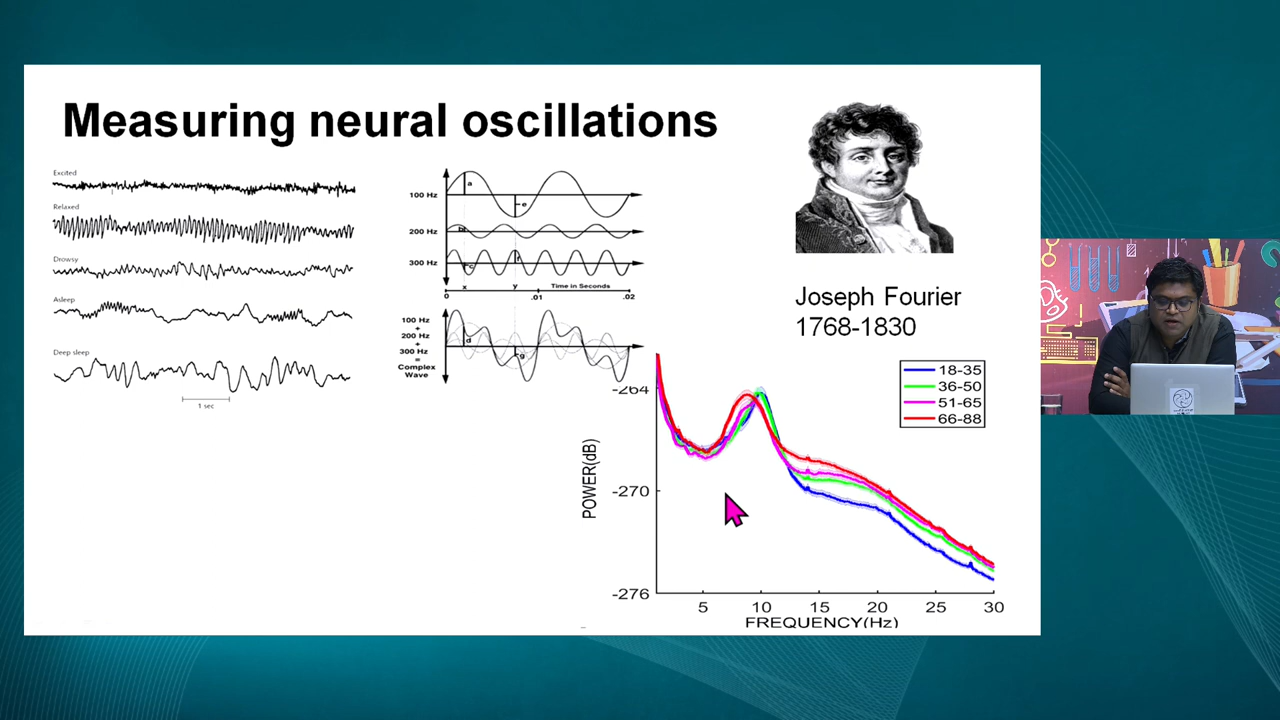 Measuring neural oscillations
Excited
Relaxed
Drowsy
Asleep
Deep sleep
1 sec
100 Hz
a
e
200 Hz
300 Hz
c
f
x
y
Time in Seconds
0
.01
.02
100 Hz
+
200 Hz
+
300 Hz
=
Complex
Wave
d
g
Joseph Fourier
1768-1830
18-35
36-50
51-65
66-88
-264
-270
-276
POWER(dB)
5
10
15
20
25
30
FREQUENCY(Hz)